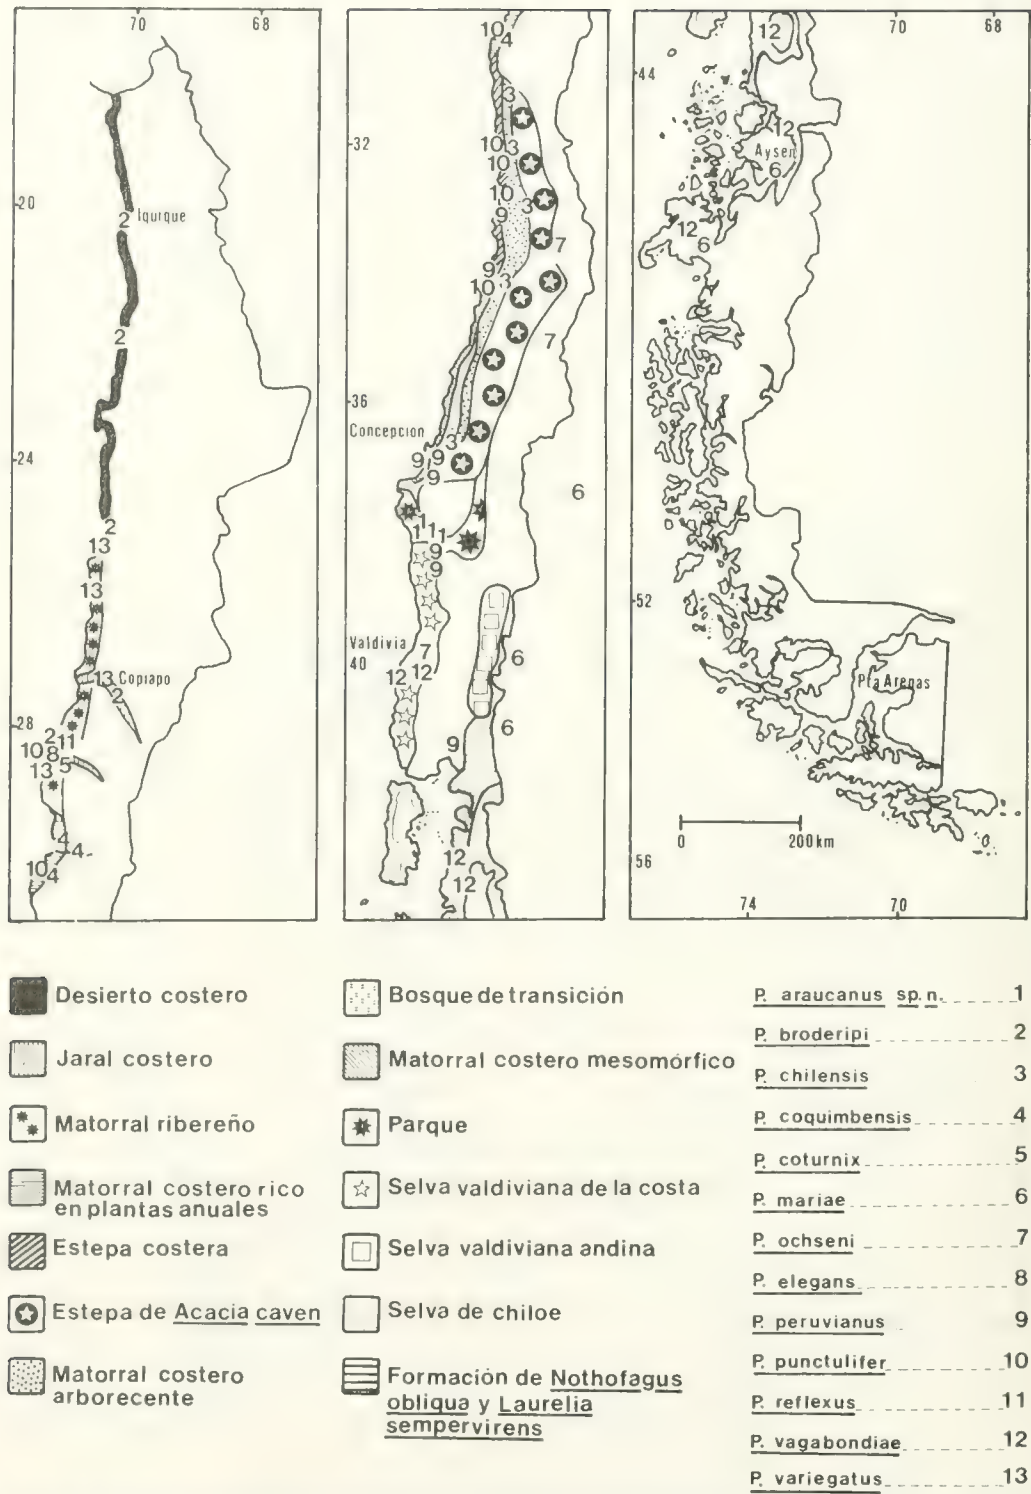 70 68
20
2 Iqurque
2
24
2
13
13
13 Copiapo
2
28
2 11
10 8
13 5
4
4
10 4
10
4
3
32
10
3
10
10
3
9
7
9
10 3
7
36
Concepcion
3
9 9
9
6
1 1
1 1
9
9
Valdivia
40
7
12 12
6
6
9
12
12
70 68
12
44
12
Aysen
6
12
6
52
Pta Arenas
0 200km
56
74 70
Desierto costero
Jaral costero
Matorral ribereño
Matorral costero rico
en plantas anuales
Estepa costera
Estepa de Acacia caven
Matorral costero
arborecente
Bosque de transición
Matorral costero mesomórfico
Parque
Selva valdiviana de la costa
Selva valdiviana andina
Selva de chiloe
Formación de Nothofagus
obliqua y Laurelia
sempervirens
P. araucanus sp. n. 1
P. broderipi 2
P. chilensis 3
P. coquimbensis 4
P. coturnix 5
P. mariae 6
P. ochseni 7
P. elegans 8
P. peruvianus 9
P. punctulifer 10
P. reflexus 11
P. vagabondiae 12
P. variegatus 13